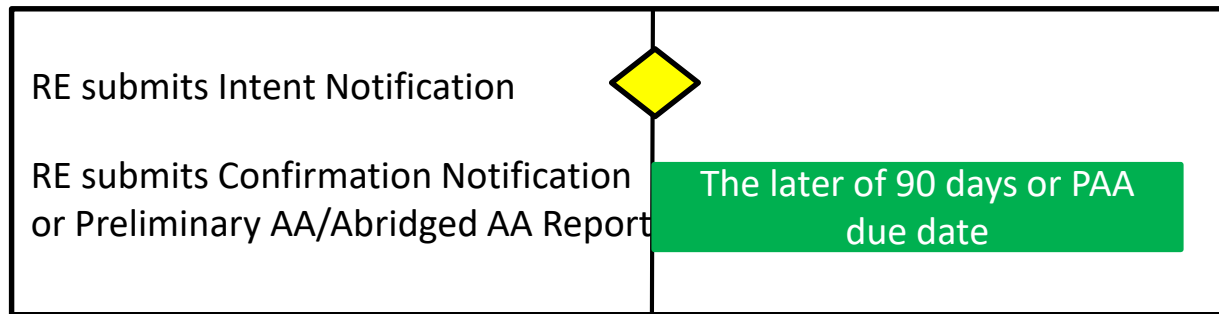 RE submits Intent Notification
RE submits Confirmation Notification
or Preliminary AA/Abridged AA Report
The later of 90 days or PAA
due date